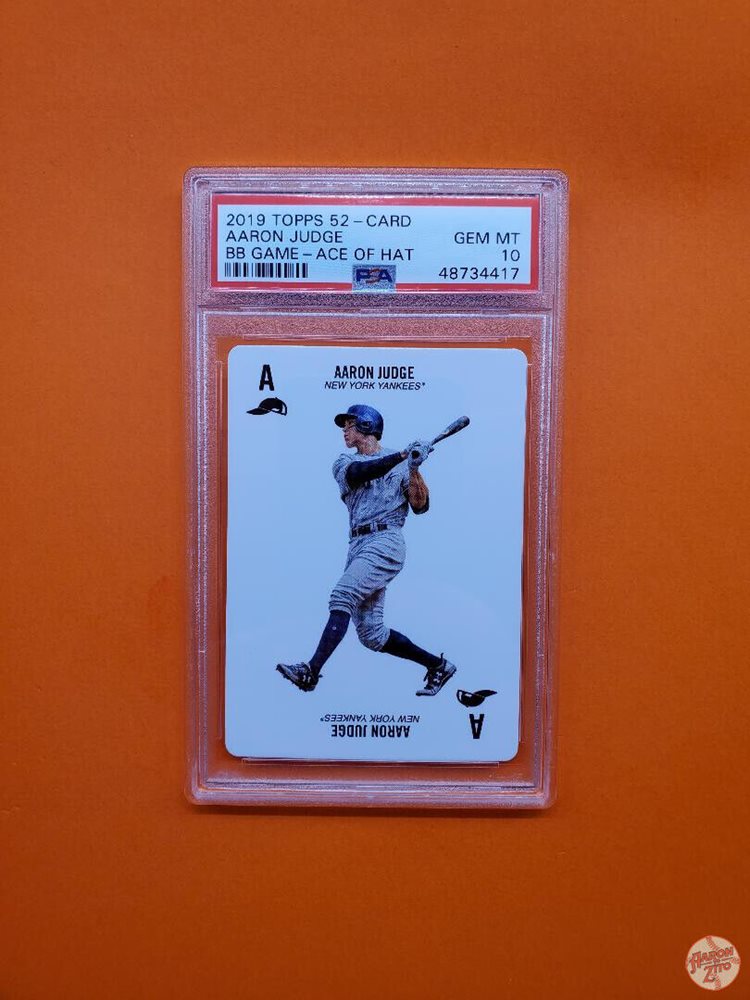 2019 TOPPS 52-CARD
AARON JUDGE
GEM MT
BB GAME-ACE OF HAT
10
PSA
48734417
A
AARON JUDGE
NEW YORK YANKEES®
A
AARON JUDGE
NEW YORK YANKEES®
AARON
ZITO